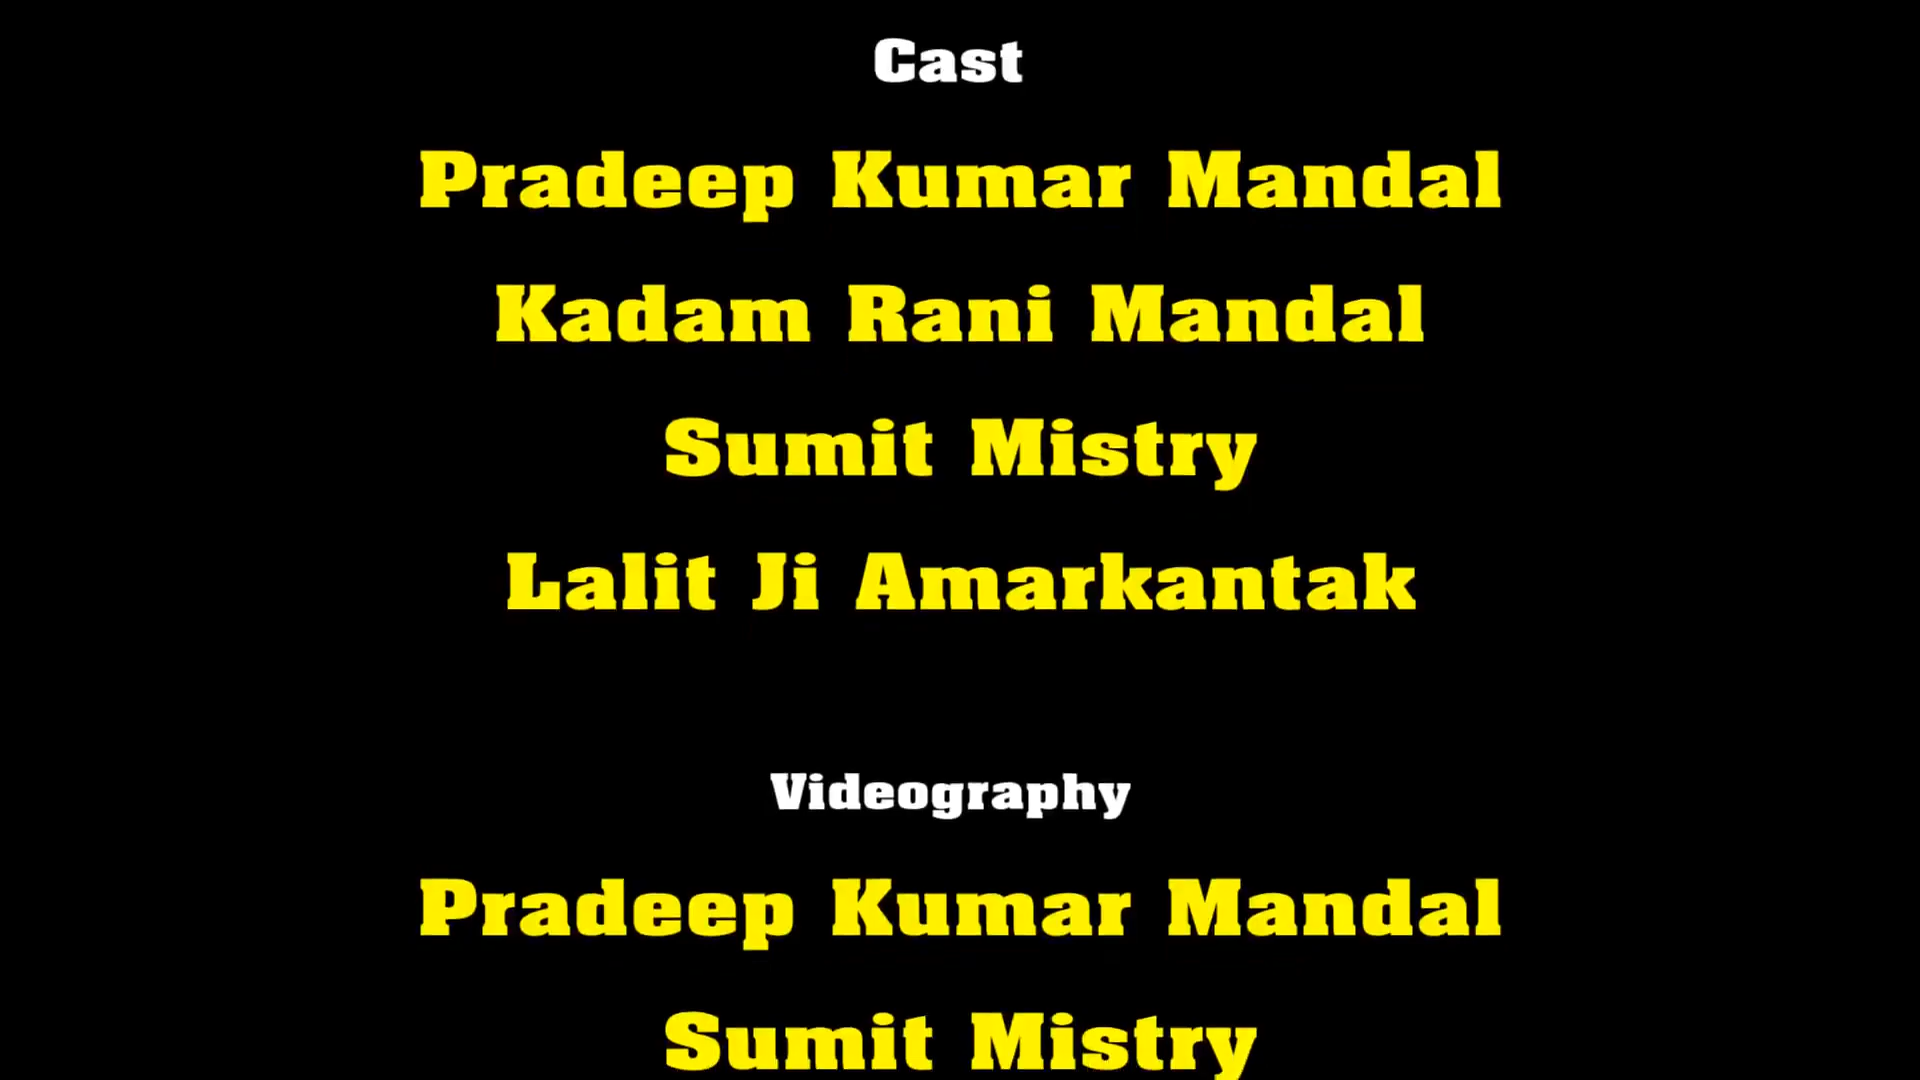 Cast
Pradeep Kumar Mandal
Kadam Rani Mandal
Sumit Mistry
Lalit Ji Amarkantak
Videography
Pradeep Kumar Mandal
Sumit Mistry